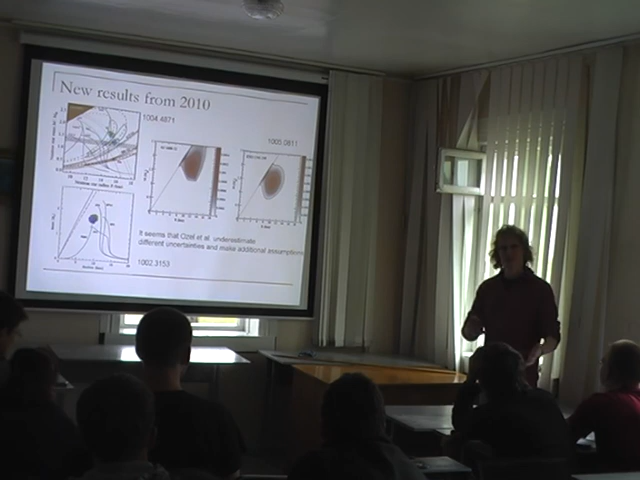 New results from 2010
1004.4871
1005.0811
It seems that Ozel et al. underestimate
different uncertainties and make additional assumptions
1002.3153